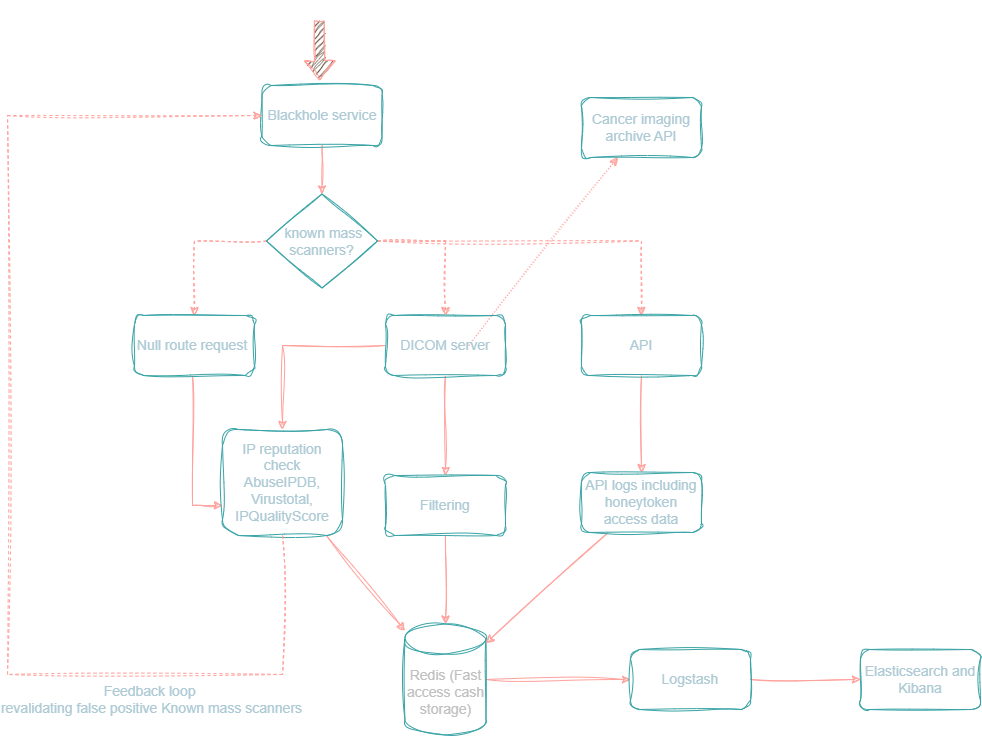 Blackhole service
Cancer imaging
archive API
known mass
scanners?
Null route request
DICOM server
API
IP reputation
check
AbuseIPDB,
Virustotal,
IPQualityScore
Filtering
API logs including
honeytoken
access data
Redis (Fast
access cash
storage)
Logstash
Elasticsearch and
Kibana
Feedback loop
revalidating false positive Known mass scanners